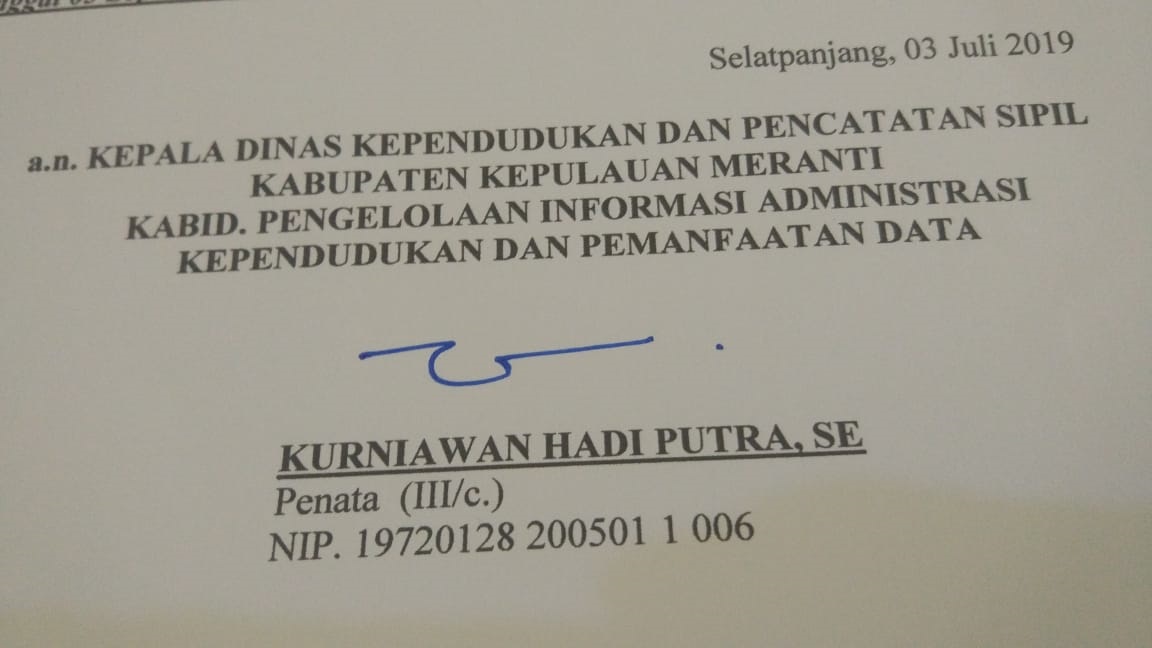 Selatpanjang, 03 Juli 2019
a.n. KEPALA DINAS KEPENDUDUKAN DAN PENCATATAN SIPIL
KABUPATEN KEPULAUAN MERANTI
KABID. PENGELOLAAN INFORMASI ADMINISTRASI
KEPENDUDUKAN DAN PEMANFAATAN DATA
KURNIAWAN HADI PUTRA, SE
Penata (III/c.)
NIP. 19720128 200501 1 006